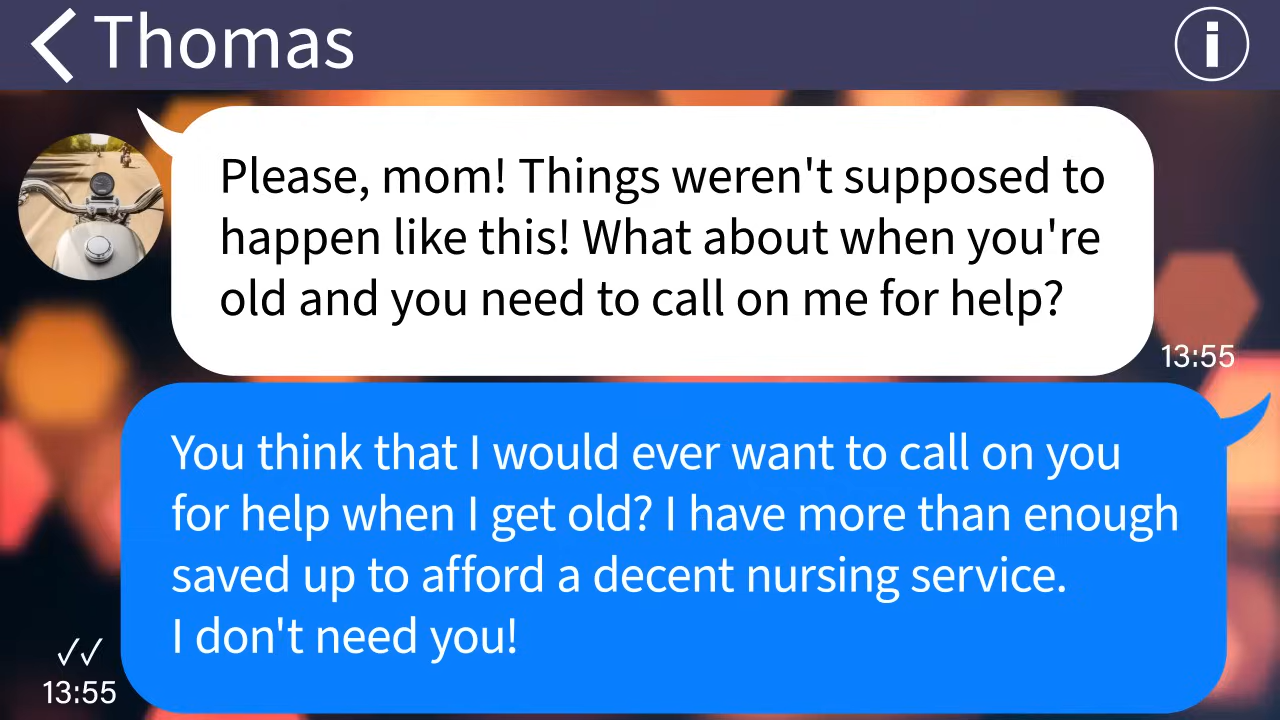 Thomas
Please, mom! Things weren't supposed to
happen like this! What about when you're
old and you need to call on me for help?
13:55
You think that I would ever want to call on you
for help when I get old? I have more than enough
saved up to afford a decent nursing service.
I don't need you!
13:55